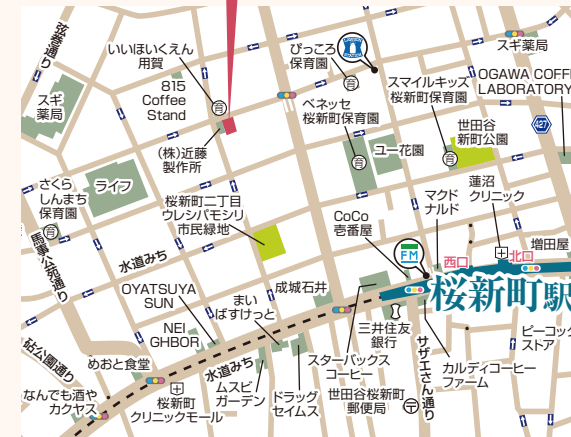 弦巻通り
いいほいくえん
用賀
ぴっころ
保育園
スギ薬局
815
Coffee
Stand
スマイルキッズ
桜新町保育園
OGAWA COFFE
LABORATORY
スギ
薬局
ベネッセ
桜新町保育園
427
世田谷
新町公園
育
育
育
育
育
(株)近藤
製作所
ユー花園
さくら
しんまち
保育園
ライフ
桜新町二丁目
ウレシパモシリ
市民緑地
マクド
ナルド
蓮沼
クリニック
CoCo
壱番屋
馬事公苑通り
水道みち
FM
西口
北口
増田屋
OYATSUYA
SUN
まい
ばすけっと
成城石井
桜新町駅
NEI
GHBOR
三井住友
銀行
ピーコック
ストア
砧公園通り
めおと食堂
水道みち
スターバックス
コーヒー
サザエさん通り
カルディコーヒー
ファーム
なんでも酒や
カクヤス
桜新町
クリニックモール
ムスビ
ガーデン
ドラッグ
セイムス
世田谷桜新町
郵便局